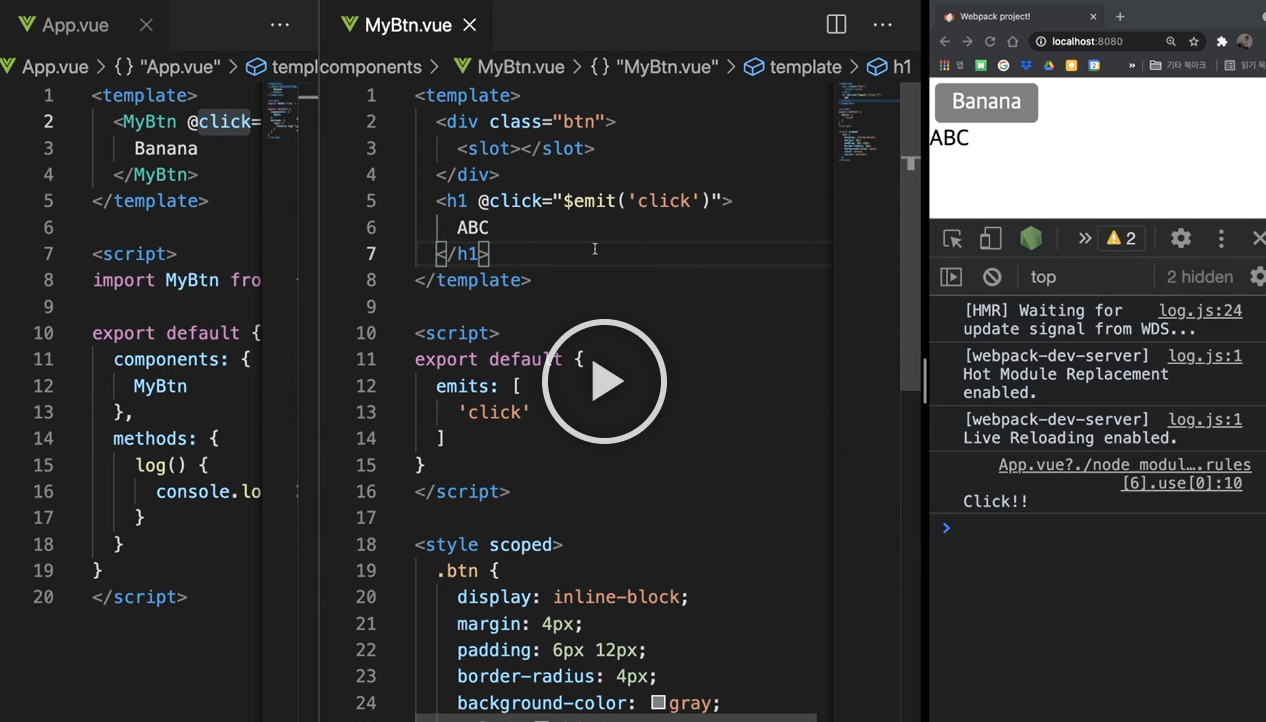 App.vue
App.vue > {} "App.vue" > temp
1 <template>
2 <MyBtn @click=
3 Banana
4 </MyBtn>
5 </template>
6
7 <script>
8 import MyBtn fro
9
10 export default {
11 components: {
12 MyBtn
13 },
14 methods: {
15 log() {
16 console.lo
17 }
18 }
19 }
20 </script>
MyBtn.vue
components > MyBtn.vue > {} "MyBtn.vue" > template > h1
1 <template>
2 <div class="btn">
3 <slot></slot>
4 </div>
5 <h1 @click="$emit('click')">
6 ABC
7 </h1>
8 </template>
9
10 <script>
11 export default {
12 emits: [
13 'click'
14 ]
15 }
16 </script>
17
18 <style scoped>
19 .btn {
20 display: inline-block;
21 margin: 4px;
22 padding: 6px 12px;
23 border-radius: 4px;
24 background-color: gray;
Webpack project!
localhost:8080
앱
기타 북마크
읽기 목
Banana
ABC
2
top
2 hidden
[HMR] Waiting for log.js:24
update signal from WDS...
[webpack-dev-server] log.js:1
Hot Module Replacement
enabled.
[webpack-dev-server] log.js:1
Live Reloading enabled.
App.vue?./node_modul….rules
[6].use[0]:10
Click!!